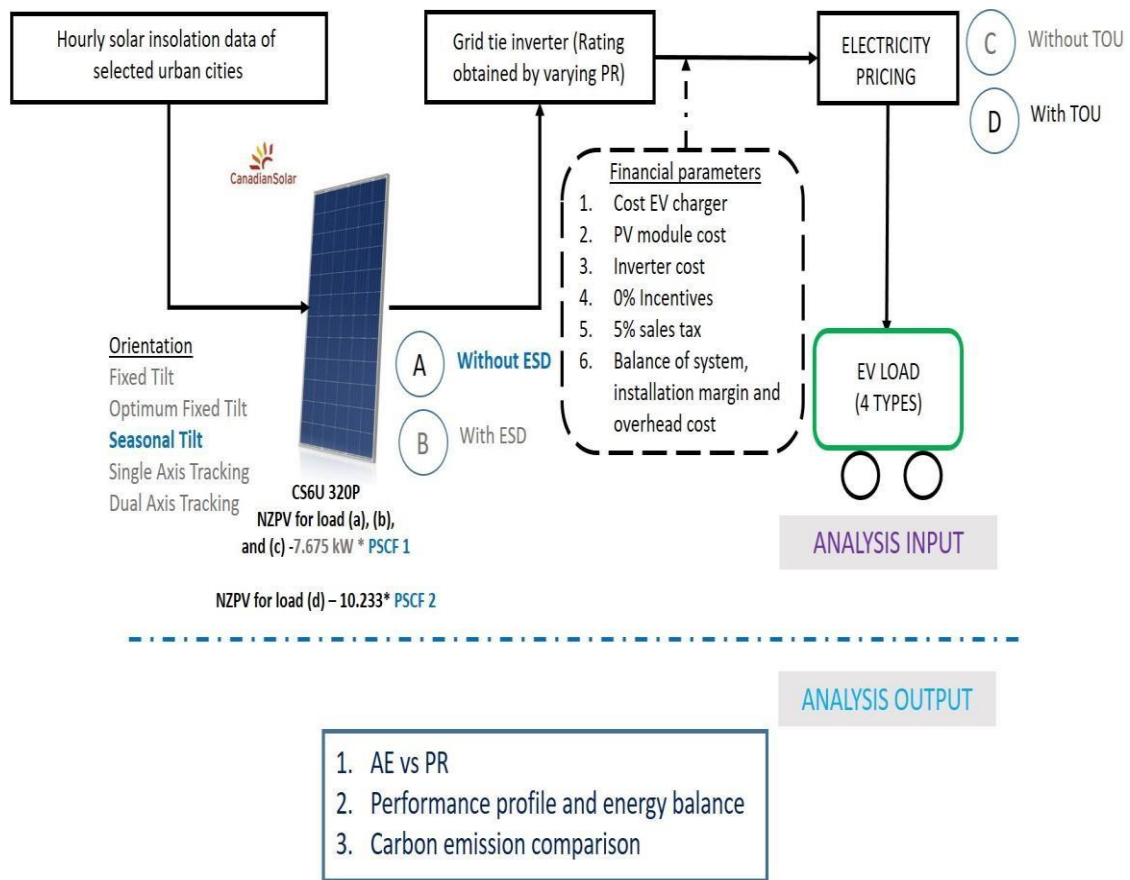 Hourly solar insolation data of
selected urban cities
Grid tie inverter (Rating
obtained by varying PR)
ELECTRICITY
PRICING
C
Without TOU
D
With TOU
CanadianSolar
Financial parameters
1. Cost EV charger
2. PV module cost
3. Inverter cost
4. 0% Incentives
5. 5% sales tax
6. Balance of system,
installation margin and
overhead cost
Orientation
Fixed Tilt
Optimum Fixed Tilt
Seasonal Tilt
Single Axis Tracking
Dual Axis Tracking
A
Without ESD
B
With ESD
EV LOAD
(4 TYPES)
CS6U 320P
NZPV for load (a), (b),
and (c) -7.675 kW * PSCF 1
NZPV for load (d) – 10.233* PSCF 2
ANALYSIS INPUT
ANALYSIS OUTPUT
1. AE vs PR
2. Performance profile and energy balance
3. Carbon emission comparison